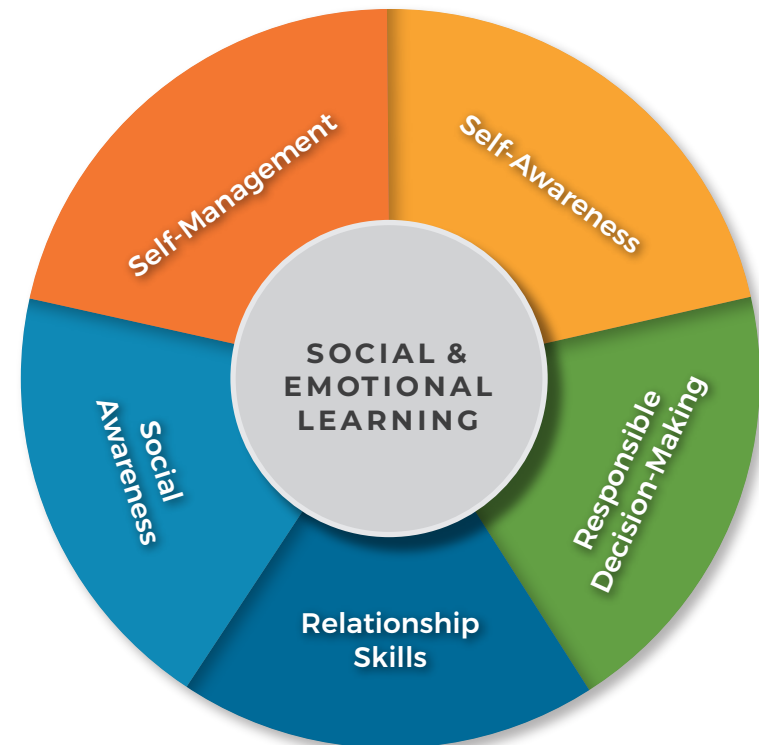 Self-Management
Self-Awareness
SOCIAL &
EMOTIONAL
LEARNING
Social
Awareness
Responsible
Decision-Making
Relationship
Skills